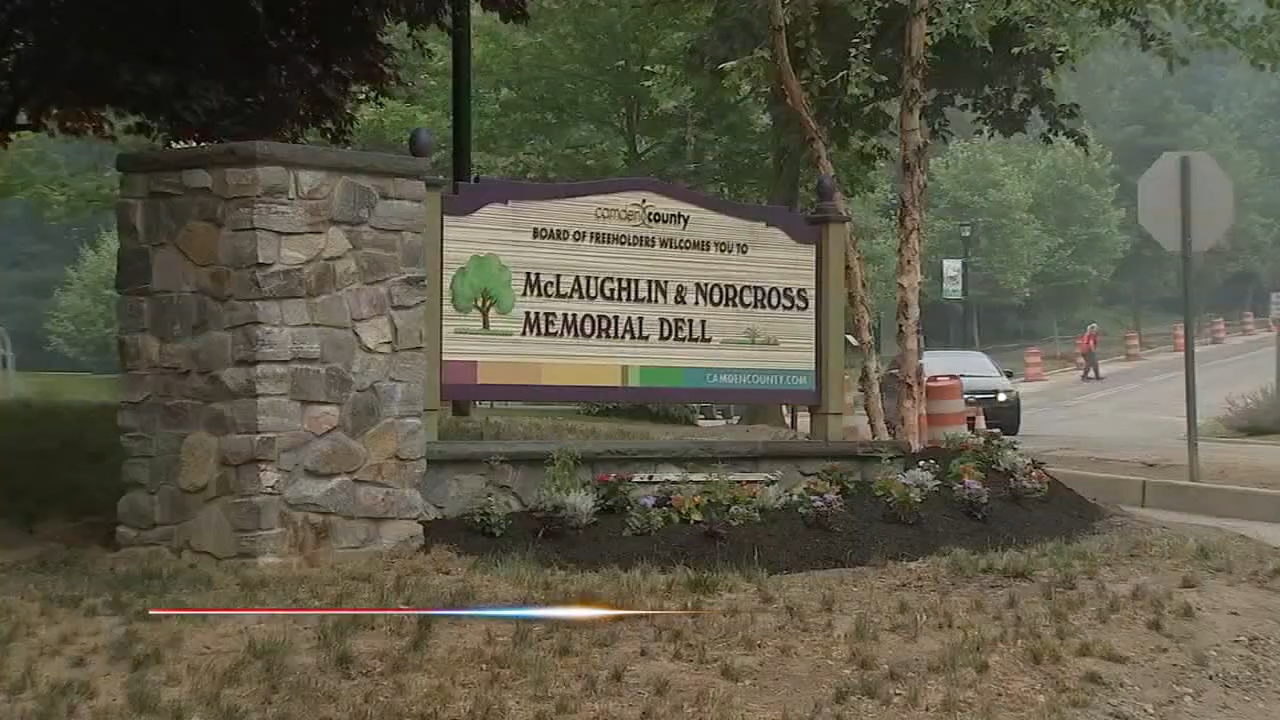 camden county
BOARD OF FREEHOLDERS WELCOMES YOU TO
McLAUGHLIN & NORCROSS
MEMORIAL DELL
CAMDENCOUNTY.COM